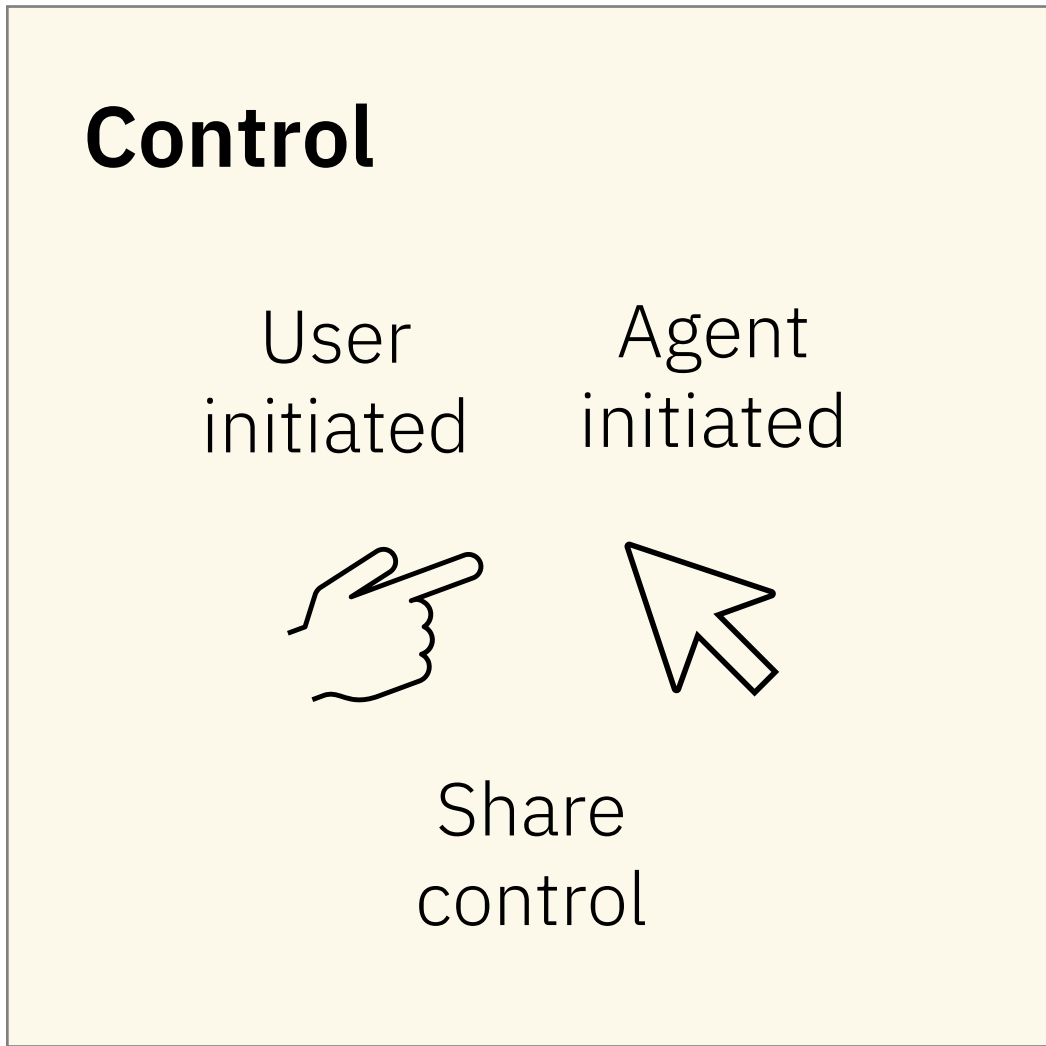 Control
User
initiated
Agent
initiated
Share
control